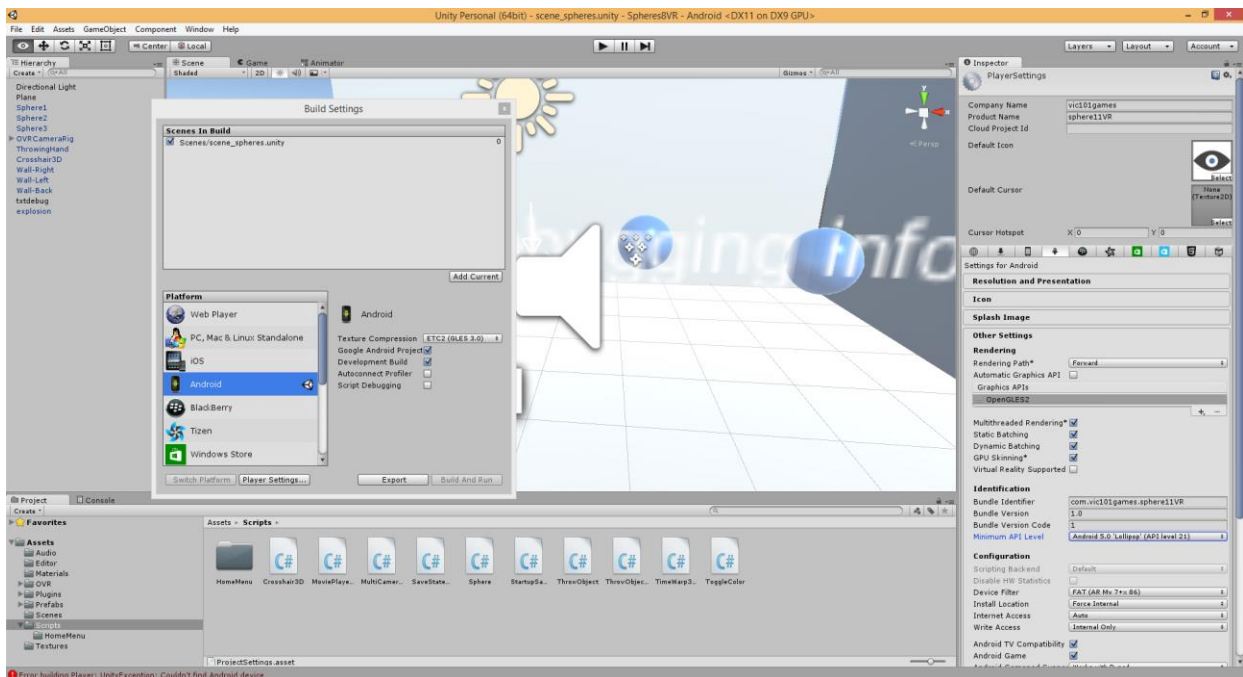 Unity Personal (64bit) - scene_spheres.unity - Spheres8VR - Android <DX11 on DX9 GPU>
File Edit Assets GameObject Component Window Help
Center Local
Layers Layout Account
Hierarchy
Create All
Directional Light
Plane
Sphere1
Sphere2
Sphere3
OVRCameraRig
ThrowingHand
Crosshair3D
Wall-Right
Wall-Left
Wall-Back
txtdebug
explosion
Scene Game Animator
Shaded 2D Gizmos All
Persp
y
x
info
Build Settings
Scenes In Build
Scenes/scene_spheres.unity 0
Add Current
Platform
Web Player
PC, Mac & Linux Standalone
iOS
Android
BlackBerry
Tizen
Windows Store
Android
Texture Compression ETC2 (GLES 3.0)
Google Android Project
Development Build
Autoconnect Profiler
Script Debugging
Switch Platform Player Settings... Export Build And Run
Inspector
PlayerSettings
Company Name vic101games
Product Name sphere11VR
Cloud Project Id
Default Icon
Select
Default Cursor
None
(Texture2D)
Select
Cursor Hotspot X 0 Y 0
Settings for Android
Resolution and Presentation
Icon
Splash Image
Other Settings
Rendering
Rendering Path* Forward
Automatic Graphics API
Graphics APIs
OpenGLES2
Multithreaded Rendering*
Static Batching
Dynamic Batching
GPU Skinning*
Virtual Reality Supported
Identification
Bundle Identifier com.vic101games.sphere11VR
Bundle Version 1.0
Bundle Version Code 1
Minimum API Level Android 5.0 'Lollipop' (API level 21)
Configuration
Scripting Backend Default
Disable HW Statistics
Device Filter FAT (ARMv7+x86)
Install Location Force Internal
Internet Access Auto
Write Access Internal Only
Android TV Compatibility
Android Game
Project Console
Create
Favorites
Assets
Audio
Editor
Materials
OVR
Plugins
Prefabs
Scenes
Scripts
HomeMenu
Textures
Assets Scripts
C# C# C# C# C# C# C# C# C# C#
HomeMenu Crosshair3D MoviePlaye... MultiCamer... SaveState... Sphere StartupSa... ThrowObject ThrowObjec... TimeWarp3... ToggleColor
ProjectSettings.asset
Error building Player: UnityException: Couldn't find Android device